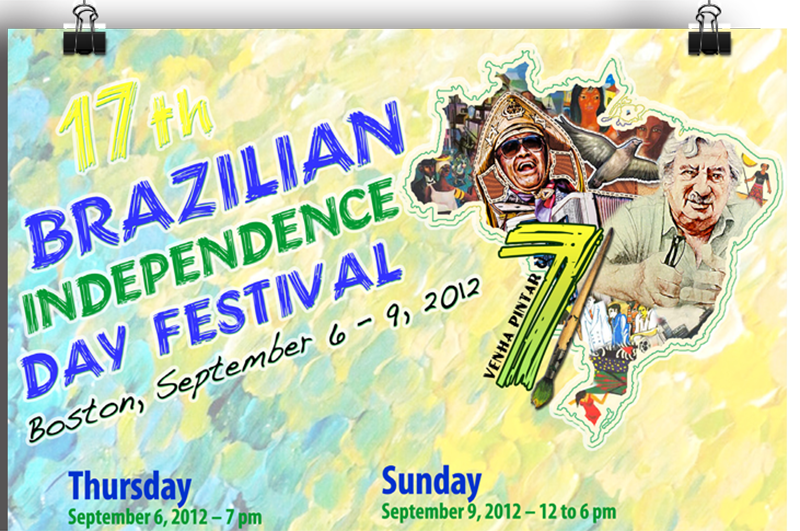 17th
BRAZILIAN
INDEPENDENCE
DAY FESTIVAL
Boston, September 6 - 9, 2012
VENHA PINTAR
7
Thursday
September 6, 2012 – 7 pm
Sunday
September 9, 2012 – 12 to 6 pm